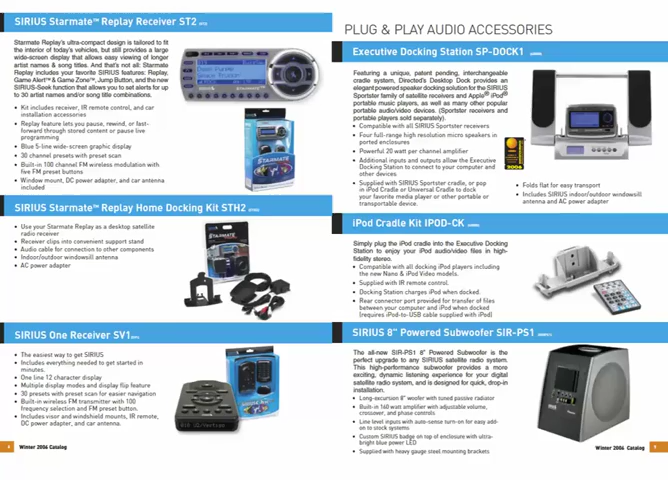 SIRIUS Starmate™ Replay Receiver ST2
Starmate Replay's ultra-compact design is tailored to fit
the interior of today's vehicles, but still provides a large
wide-screen display that allows easy viewing of longer
artist names & song titles. And that's not all: Starmate
Replay includes your favorite SIRIUS features: Replay,
Game Alert™ & Game Zone™, Jump Button, and the new
SIRIUS-Seek function that allows you to set alerts for up
to 30 artist names and/or song title combinations.
• Kit includes receiver, IR remote control, and car
installation accessories
• Replay feature lets you pause, rewind, or fast-
forward through stored content or pause live
programming
• Blue 5-line wide-screen graphic display
• 30 channel presets with preset scan
• Built-in 100 channel FM wireless modulation with
five FM preset buttons
• Window mount, DC power adapter, and car antenna
included
SIRIUS Starmate™ Replay Home Docking Kit STH2
• Use your Starmate Replay as a desktop satellite
radio receiver
• Receiver clips into convenient support stand
• Audio cable for connection to other components
• Indoor/outdoor windowsill antenna
• AC power adapter
STARMATE
SIRIUS One Receiver SV1
• The easiest way to get SIRIUS
• Includes everything needed to get started in
minutes.
• One line 12 character display
• Multiple display modes and display flip feature
• 30 presets with preset scan for easier navigation
• Built-in wireless FM transmitter with 100
frequency selection and FM preset button.
• Includes visor and windshield mounts, IR remote,
DC power adapter, and car antenna.
Winter 2006 Catalog
PLUG & PLAY AUDIO ACCESSORIES
Executive Docking Station SP-DOCK1
Featuring a unique, patent pending, interchangeable
cradle system, Directed's Desktop Dock provides an
elegant powered speaker docking solution for the SIRIUS
Sportster family of satellite receivers and Apple® iPod®
portable music players, as well as many other popular
portable audio/video devices. (Sportster receivers and
portable players sold separately).
• Compatible with all SIRIUS Sportster receivers
• Four full-range high resolution micro speakers in
ported enclosures
• Powerful 20 watt per channel amplifier
• Additional inputs and outputs allow the Executive
Docking Station to connect to your computer and
other devices
• Supplied with SIRIUS Sportster cradle, or pop
in iPod Cradle or Universal Cradle to dock
your favorite media player or other portable or
transportable device.
• Folds flat for easy transport
• Includes SIRIUS indoor/outdoor windowsill
antenna and AC power adapter
iPod Cradle Kit IPOD-CK
Simply plug the iPod cradle into the Executive Docking
Station to enjoy your iPod audio/video files in high-
fidelity stereo.
• Compatible with all docking iPod players including
the new Nano & iPod Video models.
• Supplied with IR remote control.
• Docking Station charges iPod when docked.
• Rear connector port provided for transfer of files
between your computer and iPod when docked
(requires iPod-to-USB cable supplied with iPod)
SIRIUS 8" Powered Subwoofer SIR-PS1
The all-new SIR-PS1 8" Powered Subwoofer is the
perfect upgrade to any SIRIUS satellite radio system.
This high-performance subwoofer provides a more
exciting, dynamic listening experience for your digital
satellite radio system, and is designed for quick, drop-in
installation.
• Long-excursion 8" woofer with tuned passive radiator
• Built-in 140 watt amplifier with adjustable volume,
crossover, and phase controls
• Line level inputs with auto-sense turn-on for easy add-
on to stock systems
• Custom SIRIUS badge on top of enclosure with ultra-
bright blue power LED
• Supplied with heavy gauge steel mounting brackets
Winter 2006 Catalog